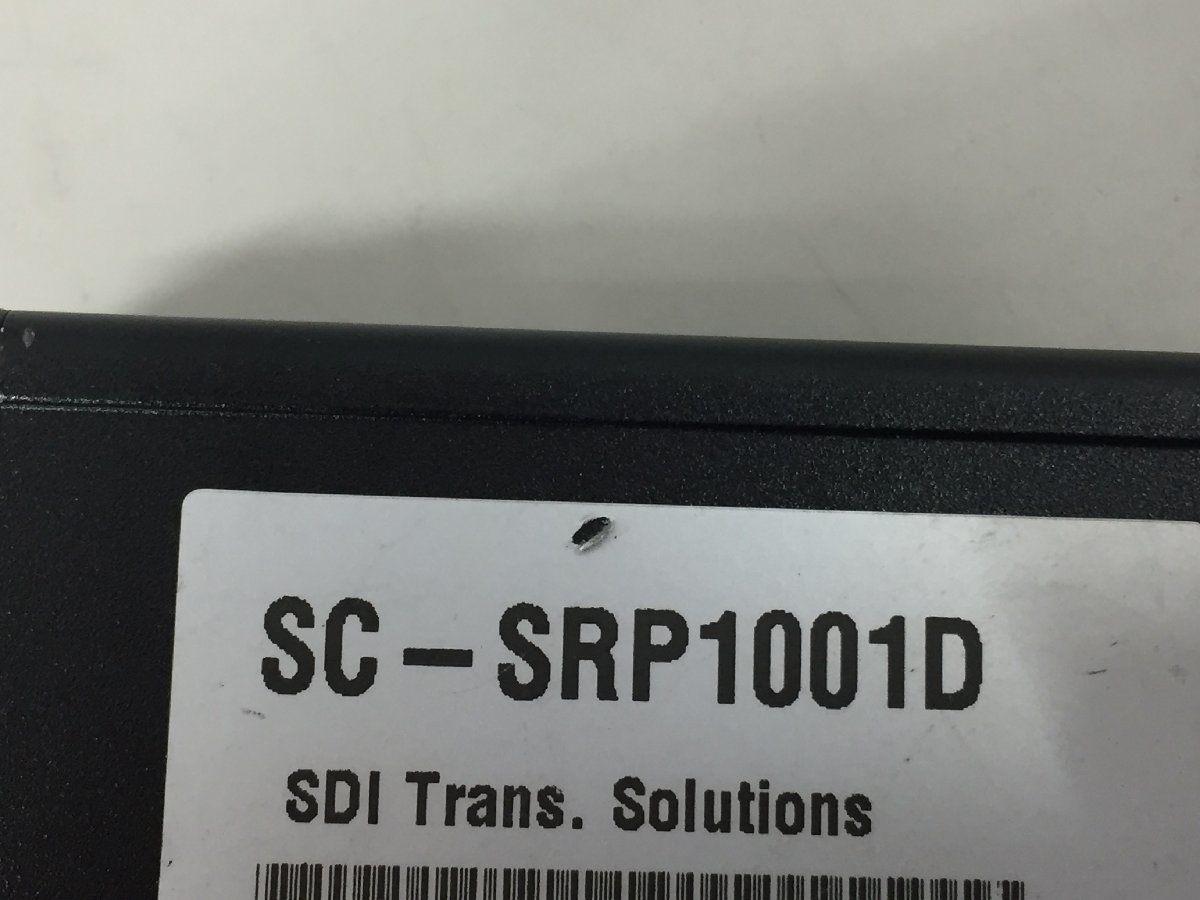 SC-SRP1001D
SDI Trans. Solutions